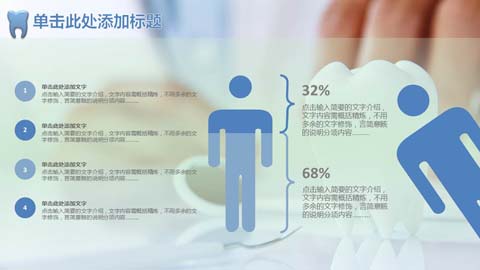 单击此处添加标题
1
单击此处添加文字
点击输入简要的文字介绍，文字内容需概括精炼，不用多余的文
字修饰，言简意赅的说明分项内容……
2
单击此处添加文字
点击输入简要的文字介绍，文字内容需概括精炼，不用多余的文
字修饰，言简意赅的说明分项内容……
3
单击此处添加文字
点击输入简要的文字介绍，文字内容需概括精炼，不用多余的文
字修饰，言简意赅的说明分项内容……
4
单击此处添加文字
点击输入简要的文字介绍，文字内容需概括精炼，不用多余的文
字修饰，言简意赅的说明分项内容……
32%
点击输入简要的文字介绍，
文字内容需概括精炼，不用
多余的文字修饰，言简意赅
的说明分项内容……
68%
点击输入简要的文字介绍，
文字内容需概括精炼，不用
多余的文字修饰，言简意赅
的说明分项内容……